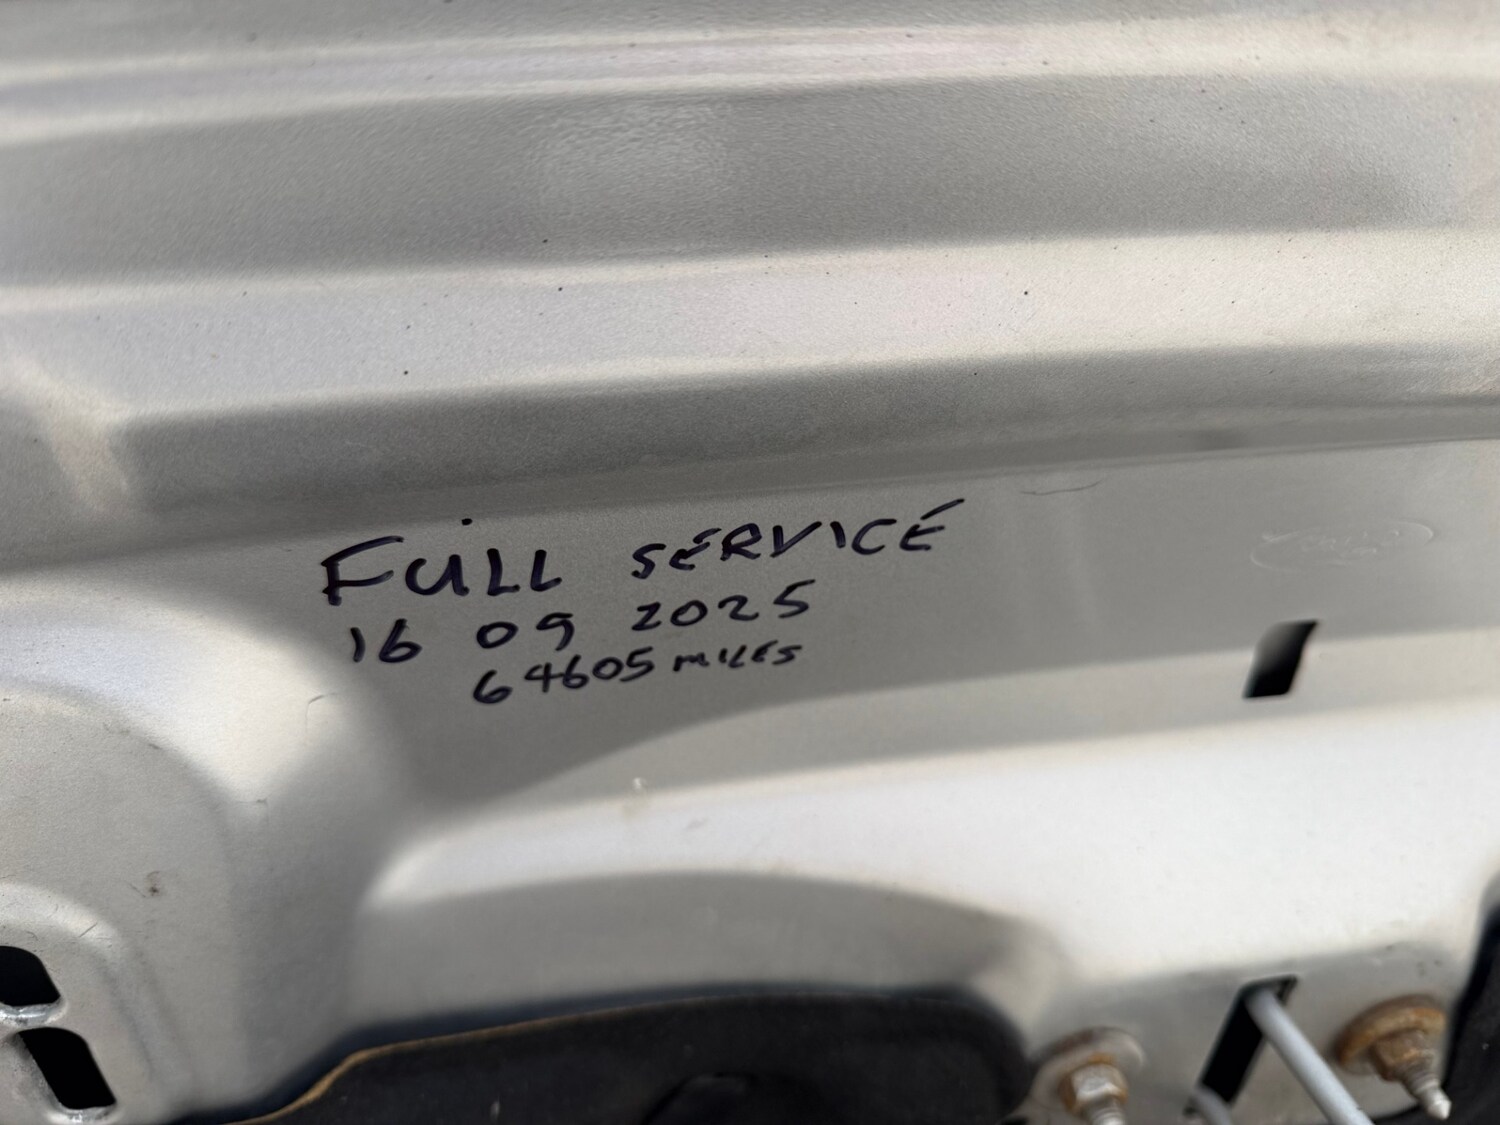 FULL SERVICE
16 09 2025
64605 MILES